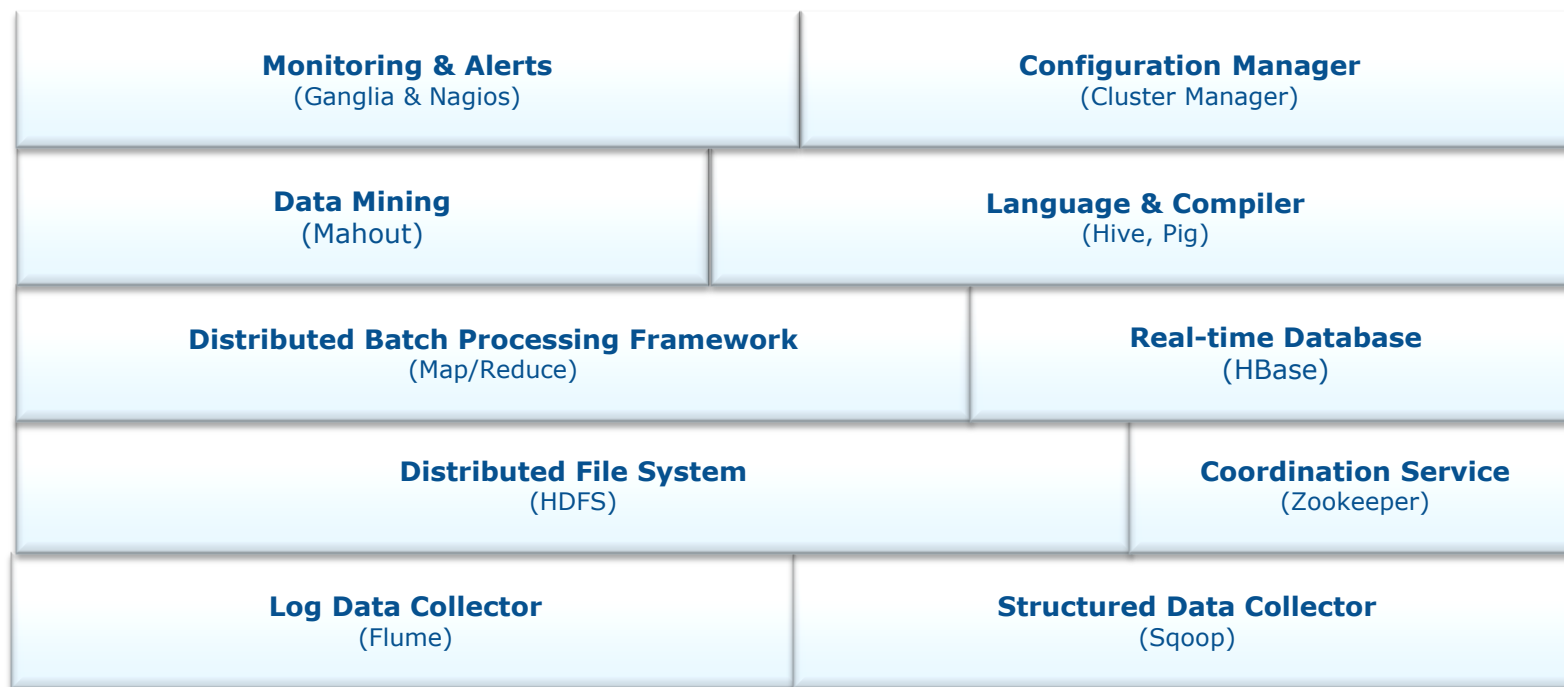 Monitoring & Alerts
(Ganglia & Nagios)
Configuration Manager
(Cluster Manager)
Data Mining
(Mahout)
Language & Compiler
(Hive, Pig)
Distributed Batch Processing Framework
(Map/Reduce)
Real-time Database
(HBase)
Distributed File System
(HDFS)
Coordination Service
(Zookeeper)
Log Data Collector
(Flume)
Structured Data Collector
(Sqoop)